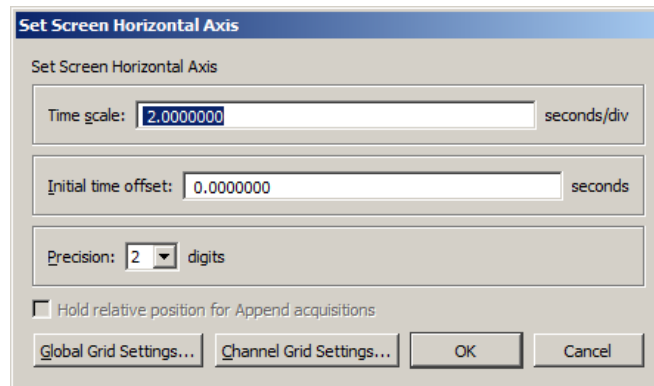 Set Screen Horizontal Axis
Set Screen Horizontal Axis
Time scale: 2.0000000 seconds/div
Initial time offset: 0.0000000 seconds
Precision: 2 digits
Hold relative position for Append acquisitions
Global Grid Settings... Channel Grid Settings... OK Cancel